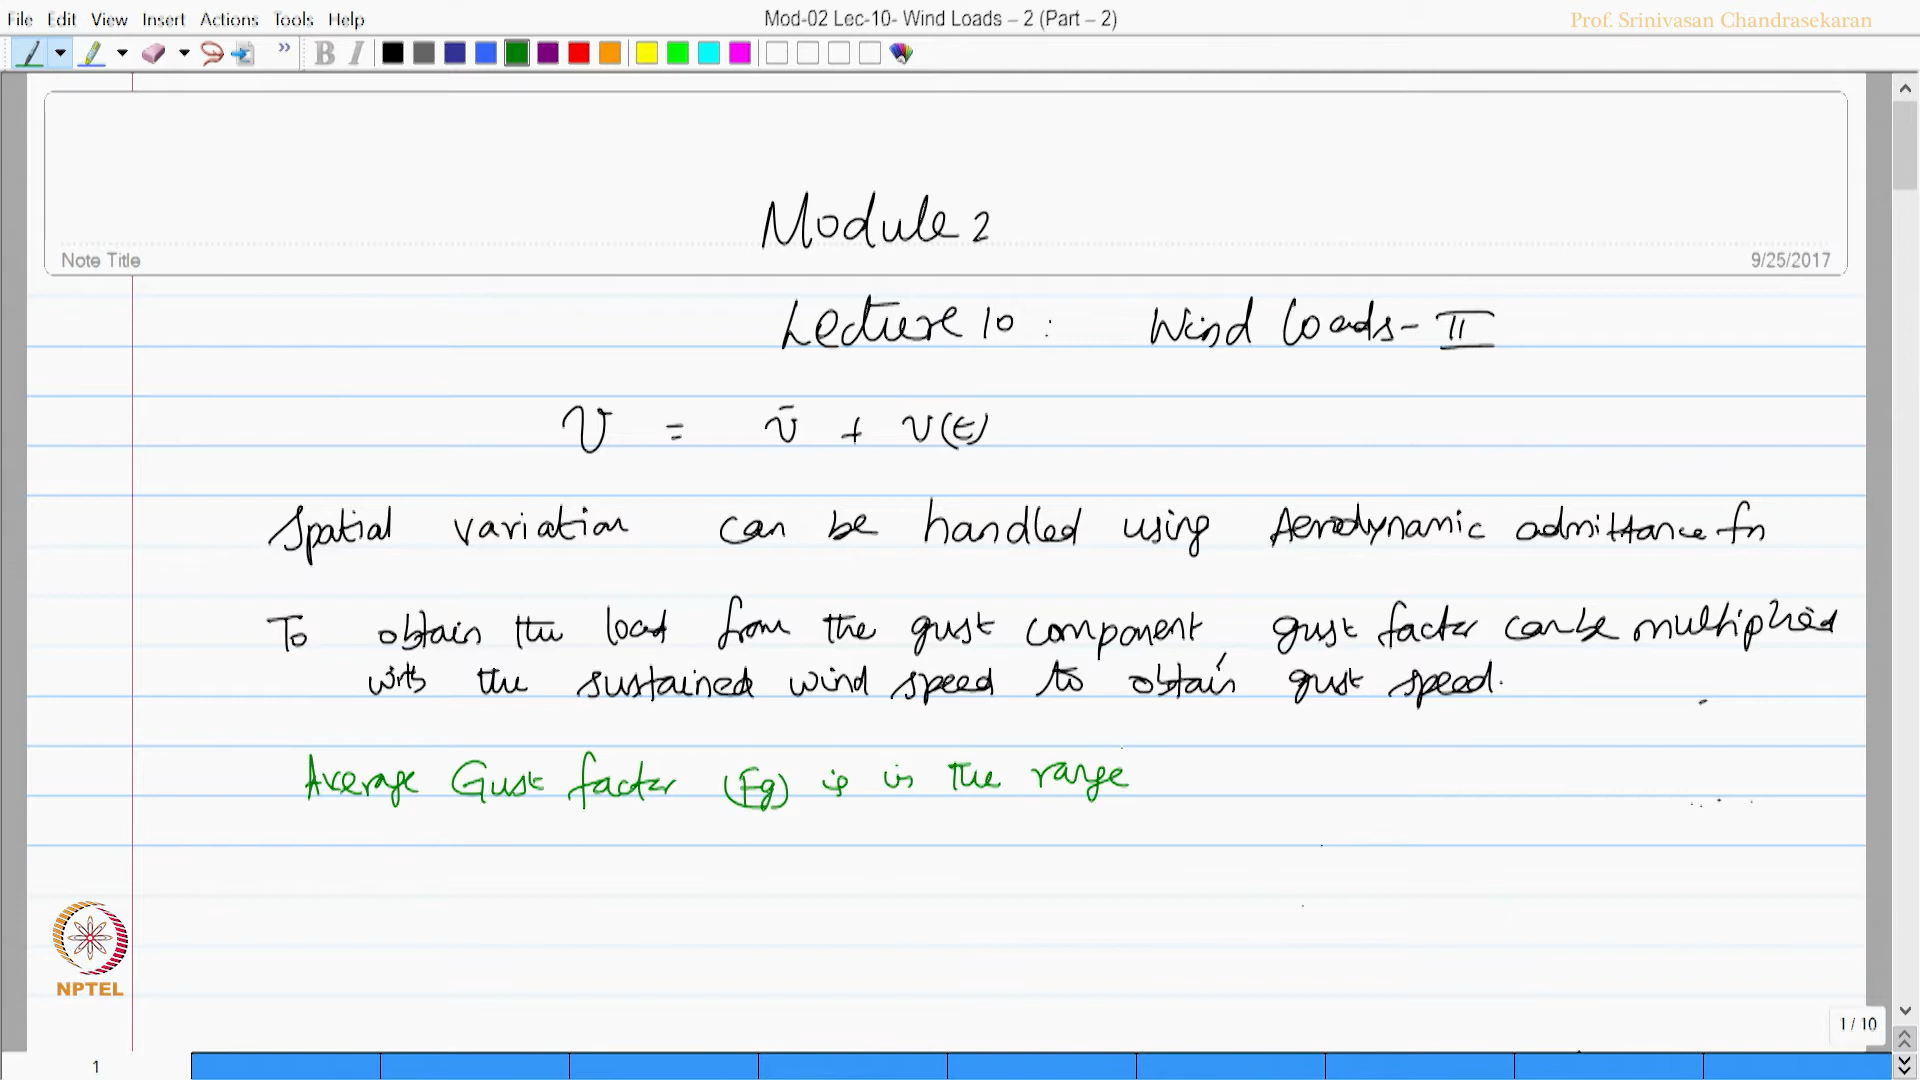 File Edit View Insert Actions Tools Help
Mod-02 Lec-10- Wind Loads – 2 (Part – 2)
Prof. Srinivasan Chandrasekaran
B I
Module 2
Note Title
9/25/2017
Lecture 10 : Wind Loads - II
V = v̄ + v(t)
Spatial variation can be handled using Aerodynamic admittance fn
To obtain the load from the gust component, gust factor can be multiplied
with the sustained wind speed to obtain gust speed.
Average Gust factor (Fg) is in the range
NPTEL
1 / 10
1